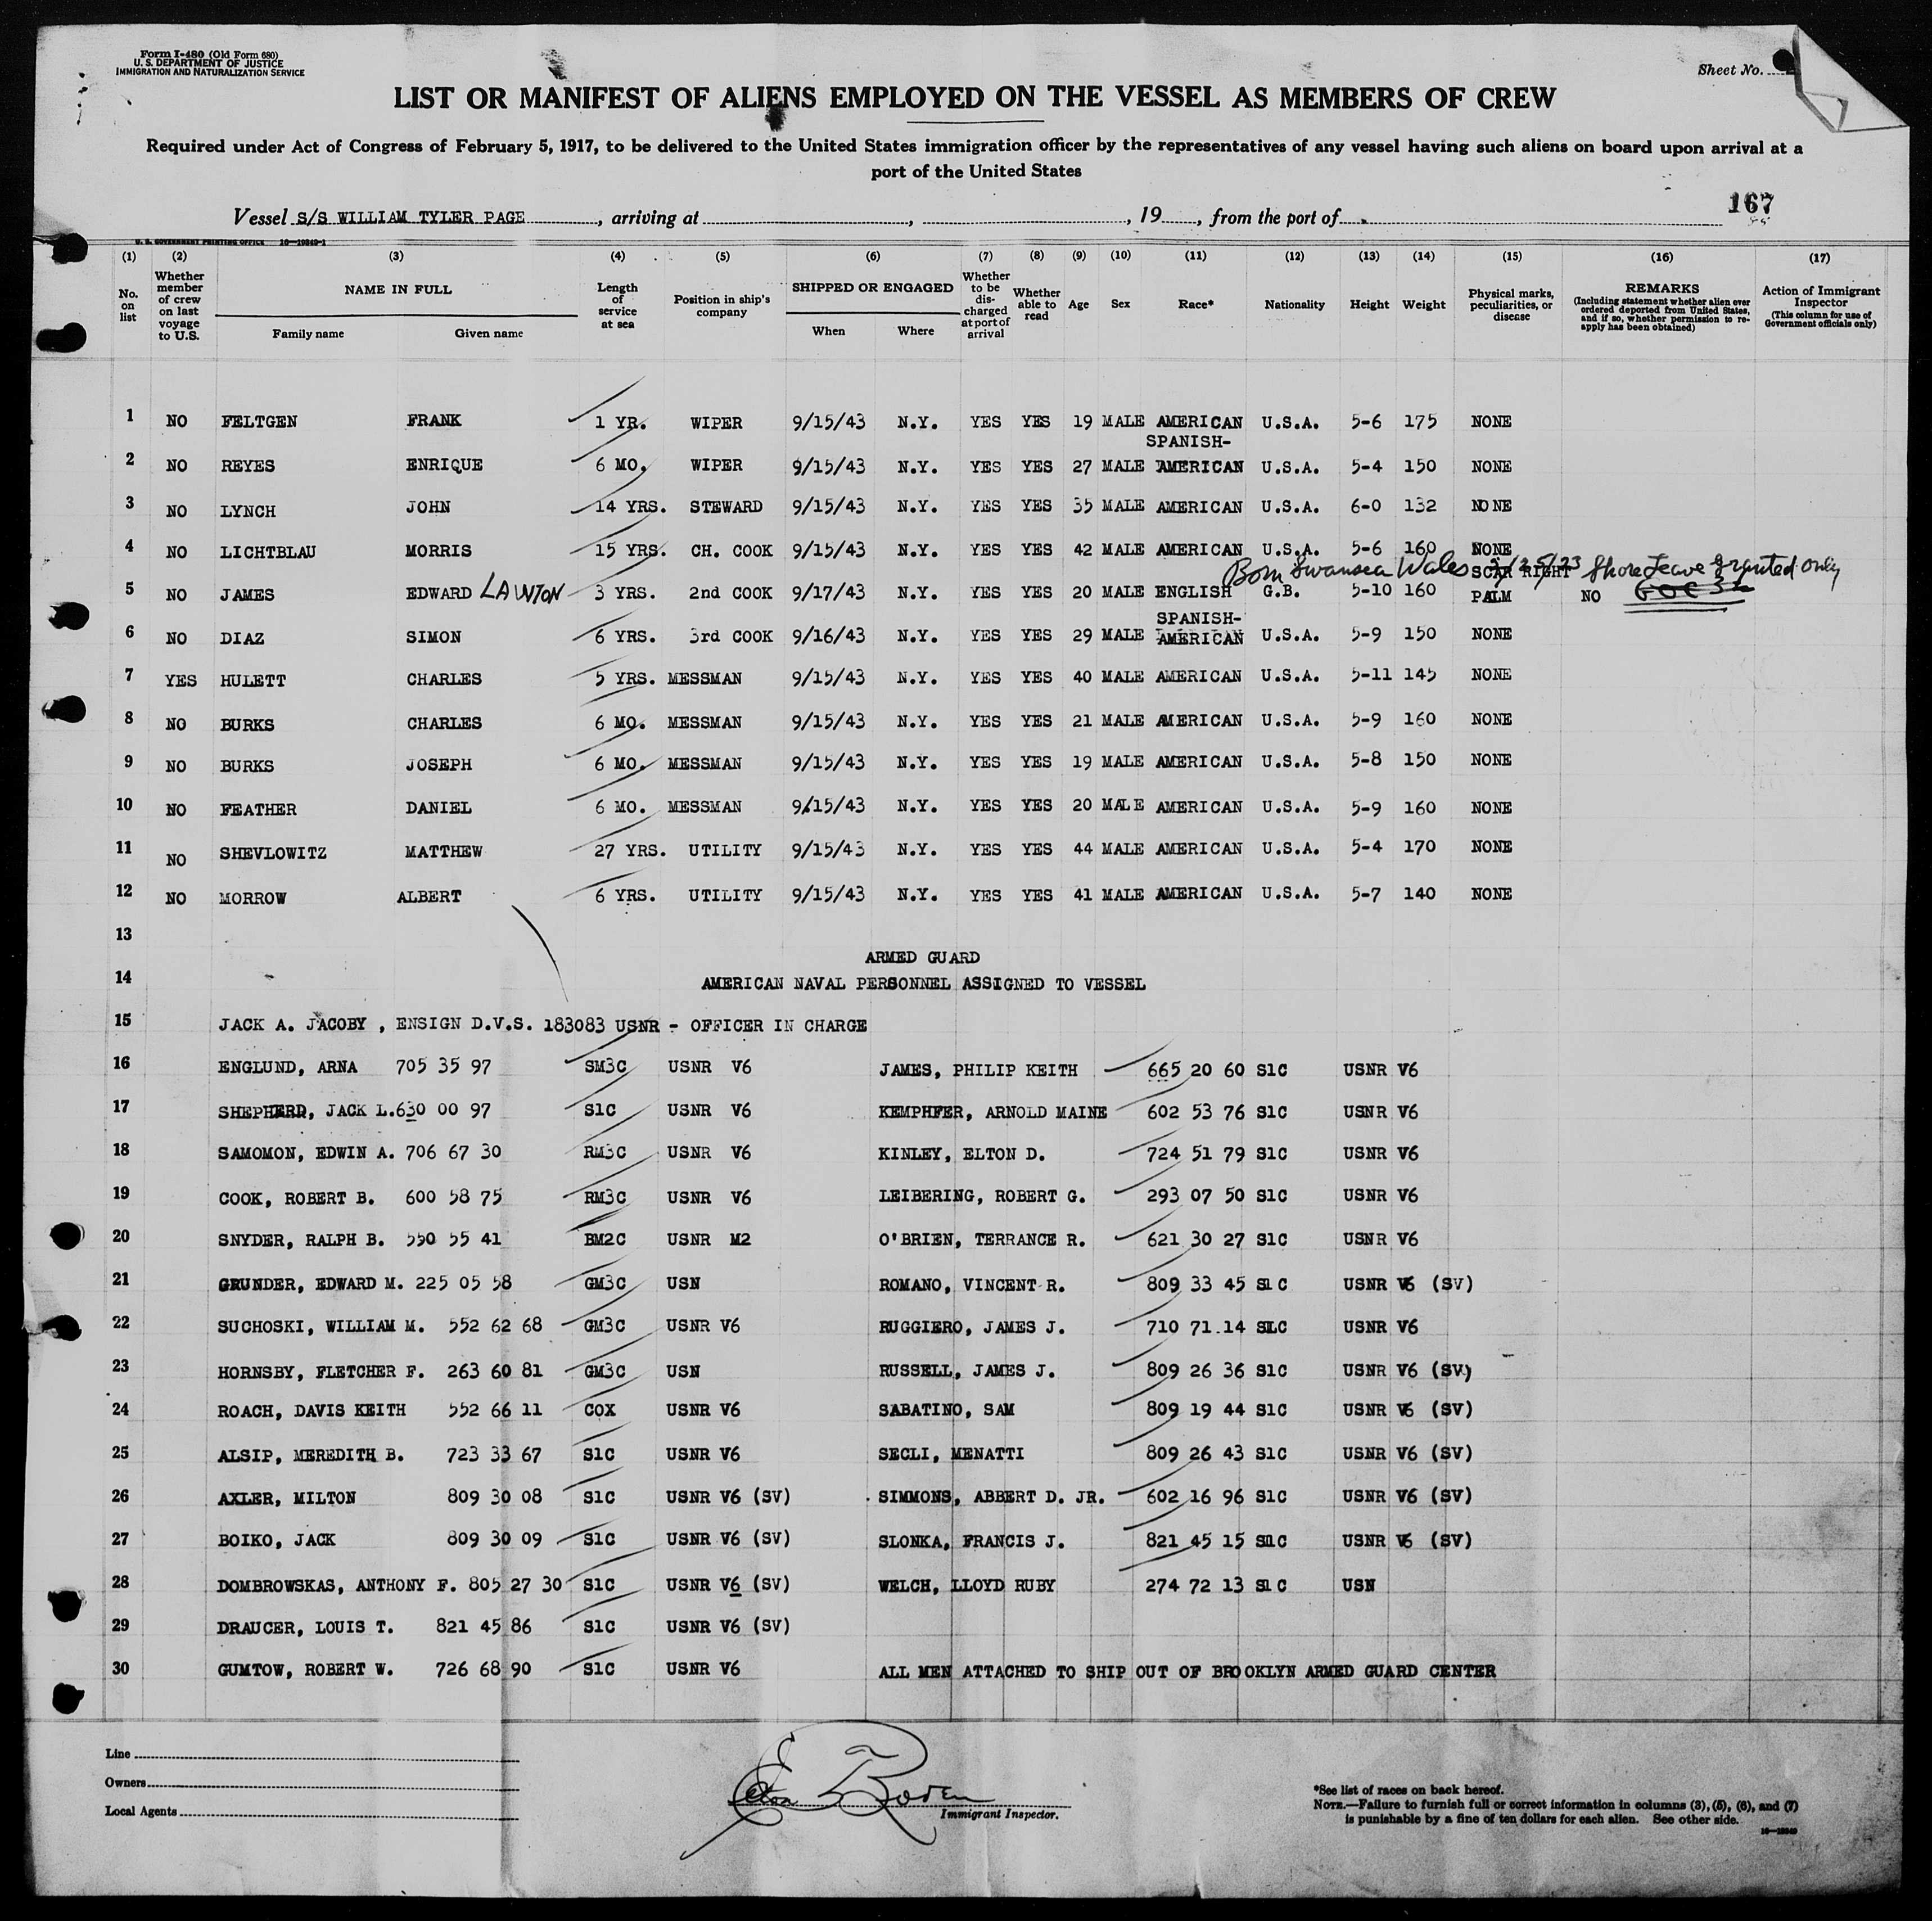 Form I-480 (Old Form 680)
U. S. DEPARTMENT OF JUSTICE
IMMIGRATION AND NATURALIZATION SERVICE
Sheet No.
LIST OR MANIFEST OF ALIENS EMPLOYED ON THE VESSEL AS MEMBERS OF CREW
Required under Act of Congress of February 5, 1917, to be delivered to the United States immigration officer by the representatives of any vessel having such aliens on board upon arrival at a
port of the United States
167
Vessel S/S WILLIAM TYLER PAGE, arriving at , , 19 , from the port of
U. S. GOVERNMENT PRINTING OFFICE 16—19840-1
(1) (2) (3) (4) (5) (6) (7) (8) (9) (10) (11) (12) (13) (14) (15) (16) (17)
No. on list
Whether member of crew on last voyage to U.S.
NAME IN FULL
Family name Given name
Length of service at sea
Position in ship's company
SHIPPED OR ENGAGED
When Where
Whether to be discharged at port of arrival
Whether able to read
Age
Sex
Race*
Nationality
Height
Weight
Physical marks, peculiarities, or disease
REMARKS
(Including statement whether alien ever ordered deported from United States, and if so, whether permission to reapply has been obtained)
Action of Immigrant Inspector
(This column for use of Government officials only)
1 NO FELTGEN FRANK 1 YR. WIPER 9/15/43 N.Y. YES YES 19 MALE AMERICAN U.S.A. 5-6 175 NONE
2 NO REYES ENRIQUE 6 MO. WIPER 9/15/43 N.Y. YES YES 27 MALE SPANISH-AMERICAN U.S.A. 5-4 150 NONE
3 NO LYNCH JOHN 14 YRS. STEWARD 9/15/43 N.Y. YES YES 35 MALE AMERICAN U.S.A. 6-0 132 NONE
4 NO LICHTBLAU MORRIS 15 YRS. CH. COOK 9/15/43 N.Y. YES YES 42 MALE AMERICAN U.S.A. 5-6 160 NONE
Born Swansea Wales Shore Leave Granted only
5 NO JAMES EDWARD LAWTON 3 YRS. 2nd COOK 9/17/43 N.Y. YES YES 20 MALE ENGLISH G.B. 5-10 160 SCAR RIGHT PALM NO
6 NO DIAZ SIMON 6 YRS. 3rd COOK 9/16/43 N.Y. YES YES 29 MALE SPANISH-AMERICAN U.S.A. 5-9 150 NONE
7 YES HULETT CHARLES 5 YRS. MESSMAN 9/15/43 N.Y. YES YES 40 MALE AMERICAN U.S.A. 5-11 145 NONE
8 NO BURKS CHARLES 6 MO. MESSMAN 9/15/43 N.Y. YES YES 21 MALE AMERICAN U.S.A. 5-9 160 NONE
9 NO BURKS JOSEPH 6 MO. MESSMAN 9/15/43 N.Y. YES YES 19 MALE AMERICAN U.S.A. 5-8 150 NONE
10 NO FEATHER DANIEL 6 MO. MESSMAN 9/15/43 N.Y. YES YES 20 MALE AMERICAN U.S.A. 5-9 160 NONE
11 NO SHEVLOWITZ MATTHEW 27 YRS. UTILITY 9/15/43 N.Y. YES YES 44 MALE AMERICAN U.S.A. 5-4 170 NONE
12 NO MORROW ALBERT 6 YRS. UTILITY 9/15/43 N.Y. YES YES 41 MALE AMERICAN U.S.A. 5-7 140 NONE
13
ARMED GUARD
14 AMERICAN NAVAL PERSONNEL ASSIGNED TO VESSEL
15 JACK A. JACOBY , ENSIGN D.V.S. 183083 USNR - OFFICER IN CHARGE
16 ENGLUND, ARNA 705 35 97 SM3C USNR V6 JAMES, PHILIP KEITH 665 20 60 S1C USNR V6
17 SHEPHERD, JACK L. 630 00 97 S1C USNR V6 KEMPHFER, ARNOLD MAINE 602 53 76 S1C USNR V6
18 SAMOMON, EDWIN A. 706 67 30 RM3C USNR V6 KINLEY, ELTON D. 724 51 79 S1C USNR V6
19 COOK, ROBERT B. 600 58 75 RM3C USNR V6 LEIBERING, ROBERT G. 293 07 50 S1C USNR V6
20 SNYDER, RALPH B. 550 55 41 BM2C USNR M2 O'BRIEN, TERRANCE R. 621 30 27 S1C USNR V6
21 GRUNDER, EDWARD M. 225 05 58 GM3C USN ROMANO, VINCENT R. 809 33 45 S1C USNR V6 (SV)
22 SUCHOSKI, WILLIAM M. 552 62 68 GM3C USNR V6 RUGGIERO, JAMES J. 710 71.14 SLC USNR V6
23 HORNSBY, FLETCHER F. 263 60 81 GM3C USN RUSSELL, JAMES J. 809 26 36 S1C USNR V6 (SV)
24 ROACH, DAVIS KEITH 552 66 11 COX USNR V6 SABATINO, SAM 809 19 44 S1C USNR V6 (SV)
25 ALSIP, MEREDITH B. 723 33 67 S1C USNR V6 SECLI, MENATTI 809 26 43 S1C USNR V6 (SV)
26 AXLER, MILTON 809 30 08 S1C USNR V6 (SV) SIMMONS, ABBERT D. JR. 602 16 96 S1C USNR V6 (SV)
27 BOIKO, JACK 809 30 09 S1C USNR V6 (SV) SLONKA, FRANCIS J. 821 45 15 S1C USNR V6 (SV)
28 DOMBROWSKAS, ANTHONY F. 805 27 30 S1C USNR V6 (SV) WELCH, LLOYD RUBY 274 72 13 S1C USN
29 DRAUCER, LOUIS T. 821 45 86 S1C USNR V6 (SV)
30 GUMTOW, ROBERT W. 726 68 90 S1C USNR V6 ALL MEN ATTACHED TO SHIP OUT OF BROOKLYN ARMED GUARD CENTER
Line
Owners
Local Agents
Immigrant Inspector.
*See list of races on back hereof.
NOTE.—Failure to furnish full or correct information in columns (3), (5), (6), and (7)
is punishable by a fine of ten dollars for each alien. See other side.